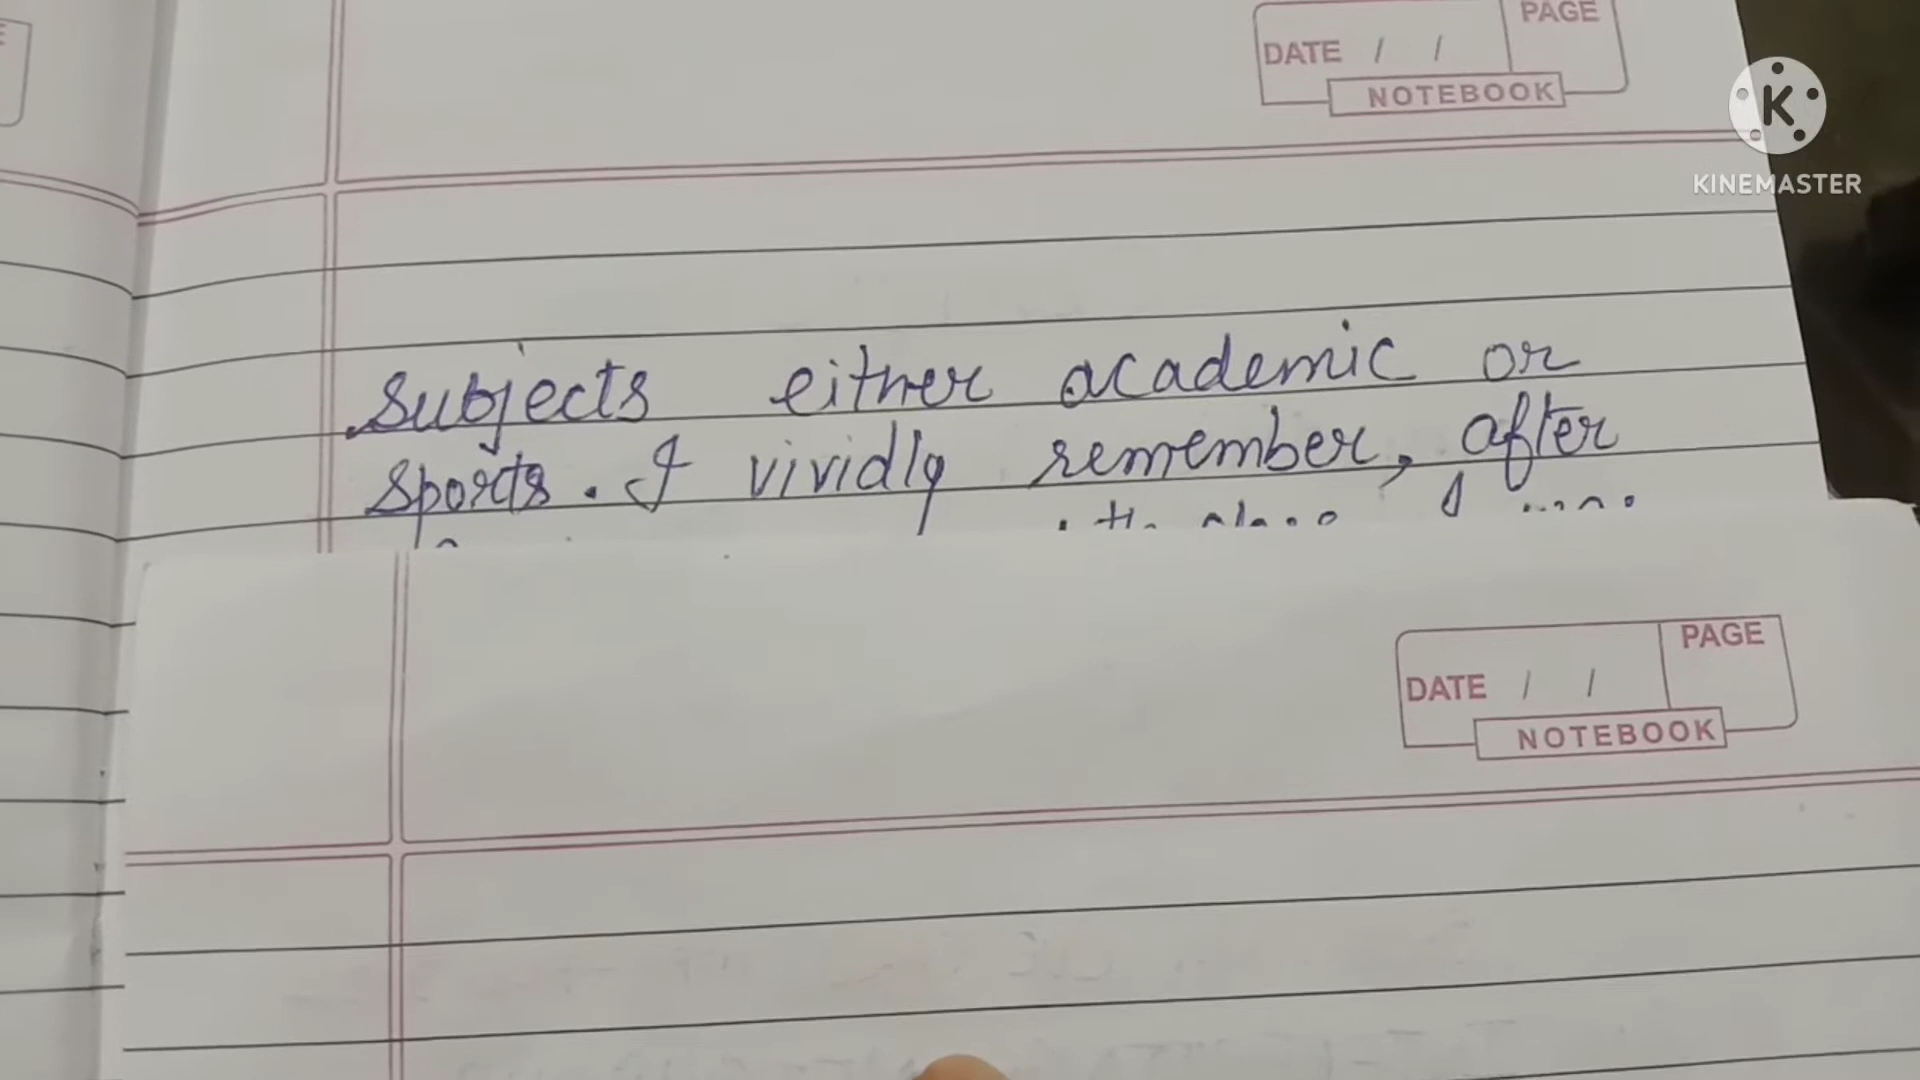 PAGE
DATE / /
NOTEBOOK
K
KINEMASTER
subjects either academic or
sports. I vividly remember, after
PAGE
DATE / /
NOTEBOOK